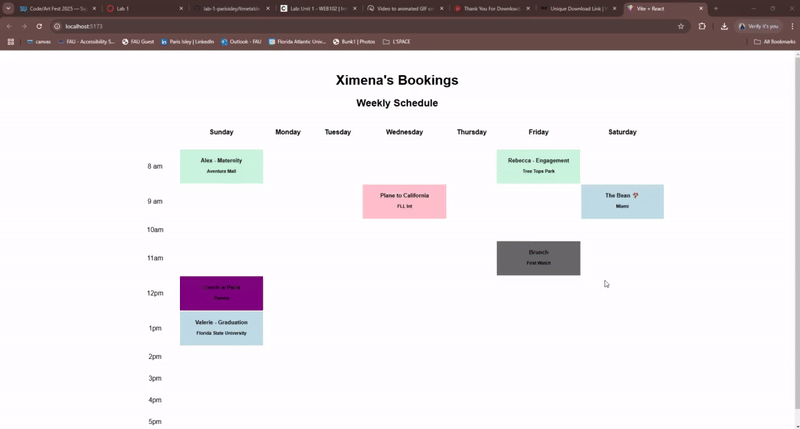 Code/Art Fest 2025 — Sp
Lab 1
lab-1-parisisley/timetable
Lab: Unit 1 - WEB102 | Int
Video to animated GIF co
Thank You For Download
Unique Download Link |
Vite + React
localhost:5173
Verify it's you
canvas
FAU - Accessibility S...
FAU Guest
Paris Isley | LinkedIn
Outlook - FAU
Florida Atlantic Univ...
Bunk1 | Photos
L'SPACE
All Bookmarks
Ximena's Bookings
Weekly Schedule
Sunday Monday Tuesday Wednesday Thursday Friday Saturday
8 am
Alex - Maternity
Aventura Mall
Rebecca - Engagement
Tree Tops Park
9 am
Plane to California
FLL Int
The Bean
Miami
10am
11am
Brunch
First Watch
12pm
1pm
Valerie - Graduation
Florida State University
2pm
3pm
4pm
5pm